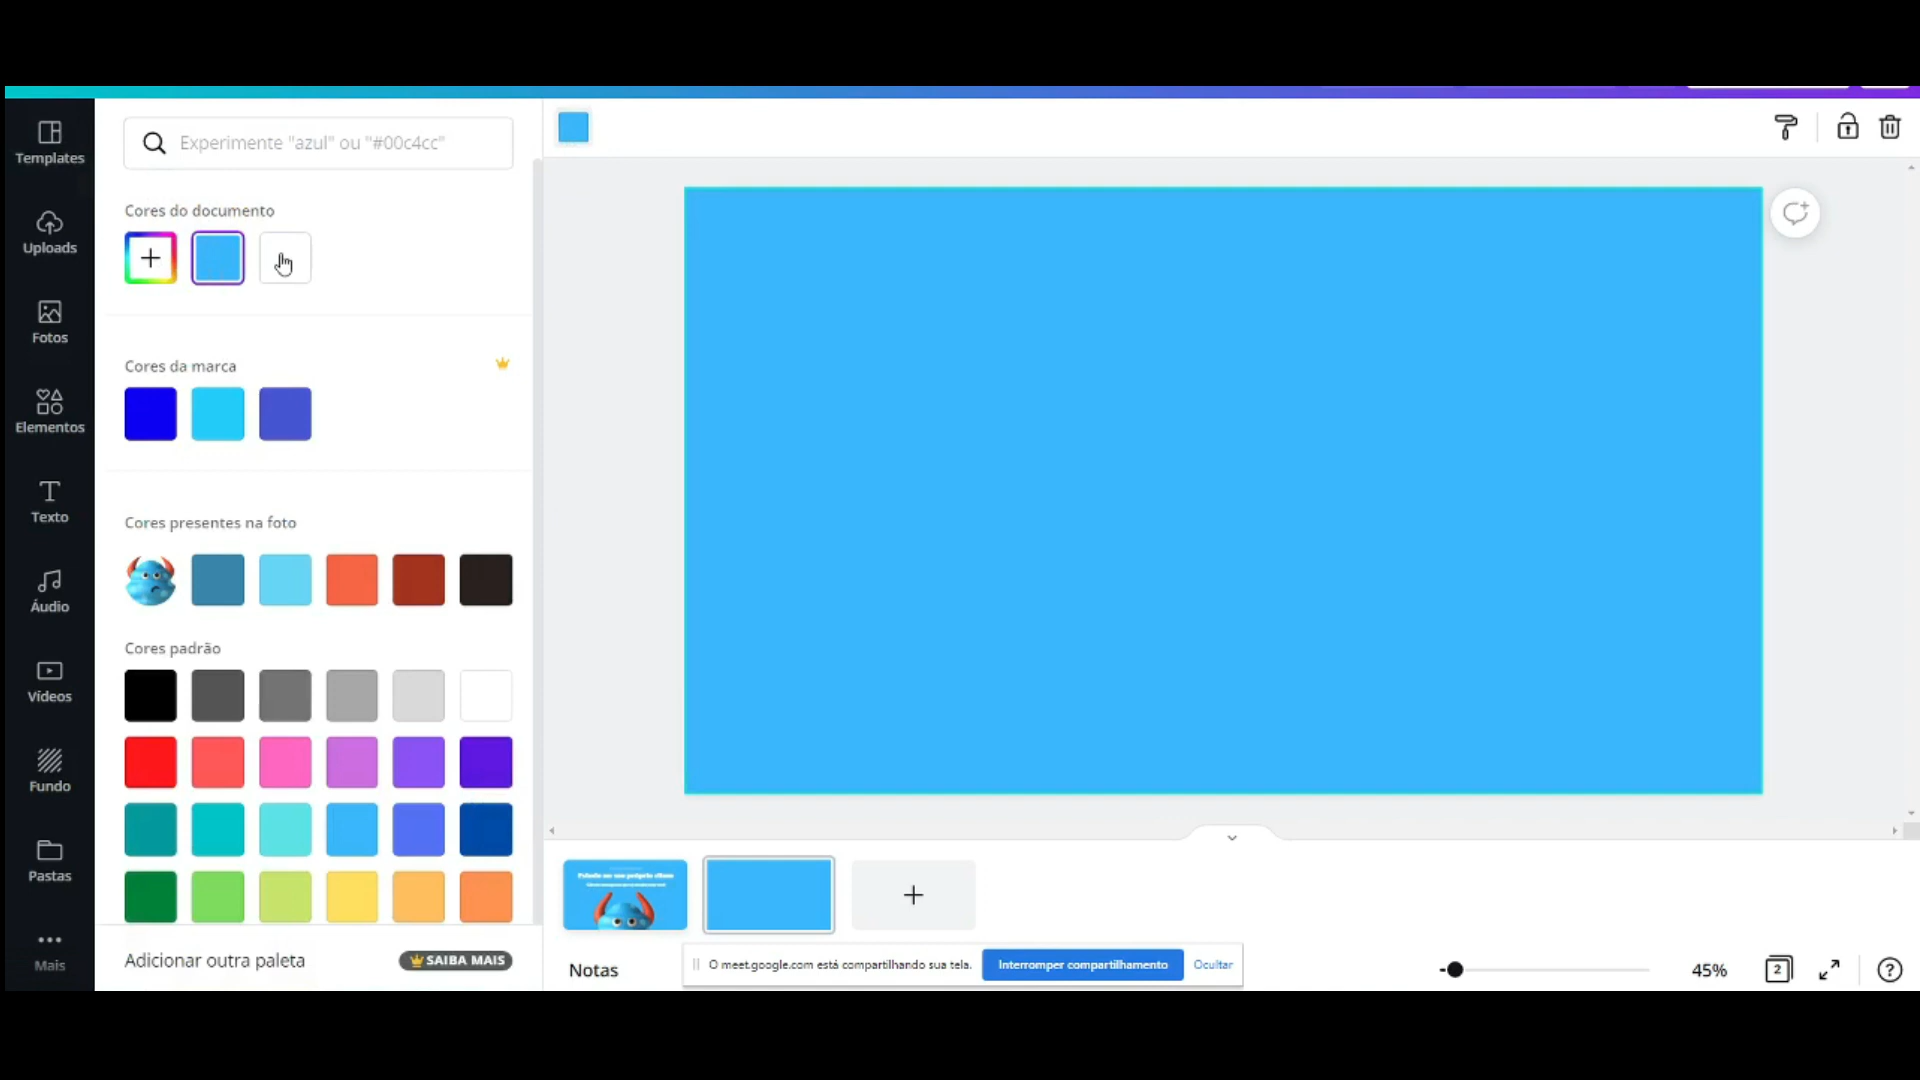 Templates
Uploads
Fotos
Elementos
Texto
Áudio
Vídeos
Fundo
Pastas
Mais
Experimente "azul" ou "#00c4cc"
Cores do documento
Cores da marca
Cores presentes na foto
Cores padrão
Adicionar outra paleta
SAIBA MAIS
Notas
O meet.google.com está compartilhando sua tela.
Interromper compartilhamento
Ocultar
45%
2
?